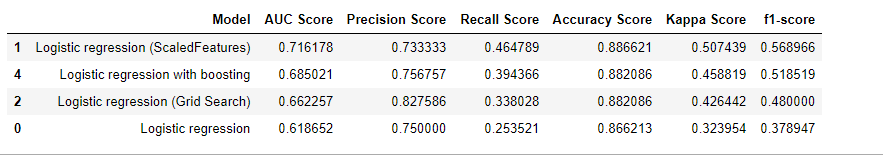 Model AUC Score Precision Score Recall Score Accuracy Score Kappa Score f1-score
1 Logistic regression (ScaledFeatures) 0.716178 0.733333 0.464789 0.886621 0.507439 0.568966
4 Logistic regression with boosting 0.685021 0.756757 0.394366 0.882086 0.458819 0.518519
2 Logistic regression (Grid Search) 0.662257 0.827586 0.338028 0.882086 0.426442 0.480000
0 Logistic regression 0.618652 0.750000 0.253521 0.866213 0.323954 0.378947